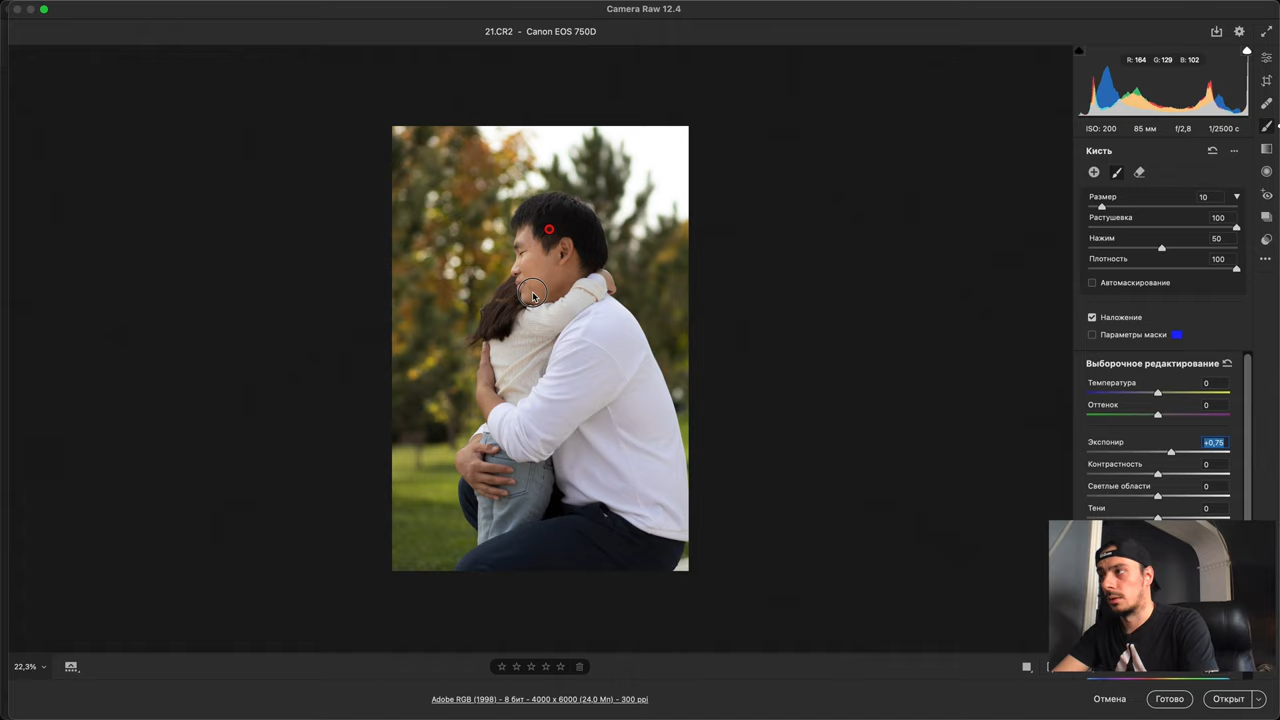 Camera Raw 12.4
21.CR2 - Canon EOS 750D
R: 164 G: 129 B: 102
ISO: 200 85 мм f/2,8 1/2500 с
Кисть
Размер 10
Растушевка 100
Нажим 50
Плотность 100
Автомаскирование
Наложение
Параметры маски
Выборочное редактирование
Температура 0
Оттенок 0
Экспонир +0,75
Контрастность 0
Светлые области 0
Тени 0
22,3%
Adobe RGB (1998) - 8 бит - 4000 x 6000 (24.0 Мп) - 300 ppi
Отмена Готово Открыт